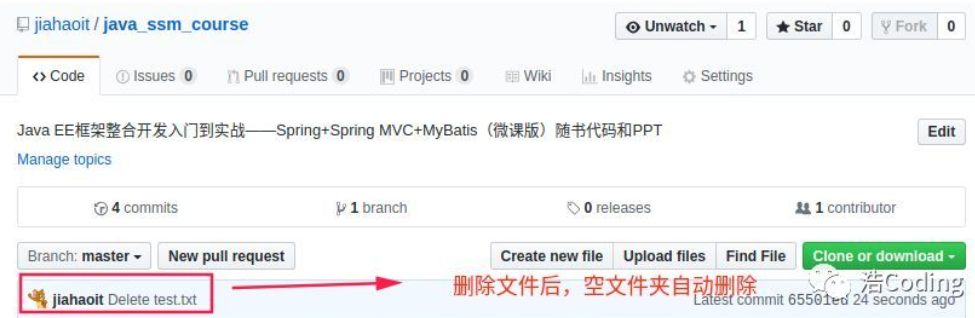 jiahaoit / java_ssm_course
Unwatch 1 Star 0 Fork 0
Code Issues 0 Pull requests 0 Projects 0 Wiki Insights Settings
Java EE框架整合开发入门到实战——Spring+Spring MVC+MyBatis（微课版）随书代码和PPT
Edit
Manage topics
4 commits 1 branch 0 releases 1 contributor
Branch: master New pull request Create new file Upload files Find File Clone or download
jiahaoit Delete test.txt
删除文件后，空文件夹自动删除
Latest commit 65501ed 24 seconds ago
浩Coding